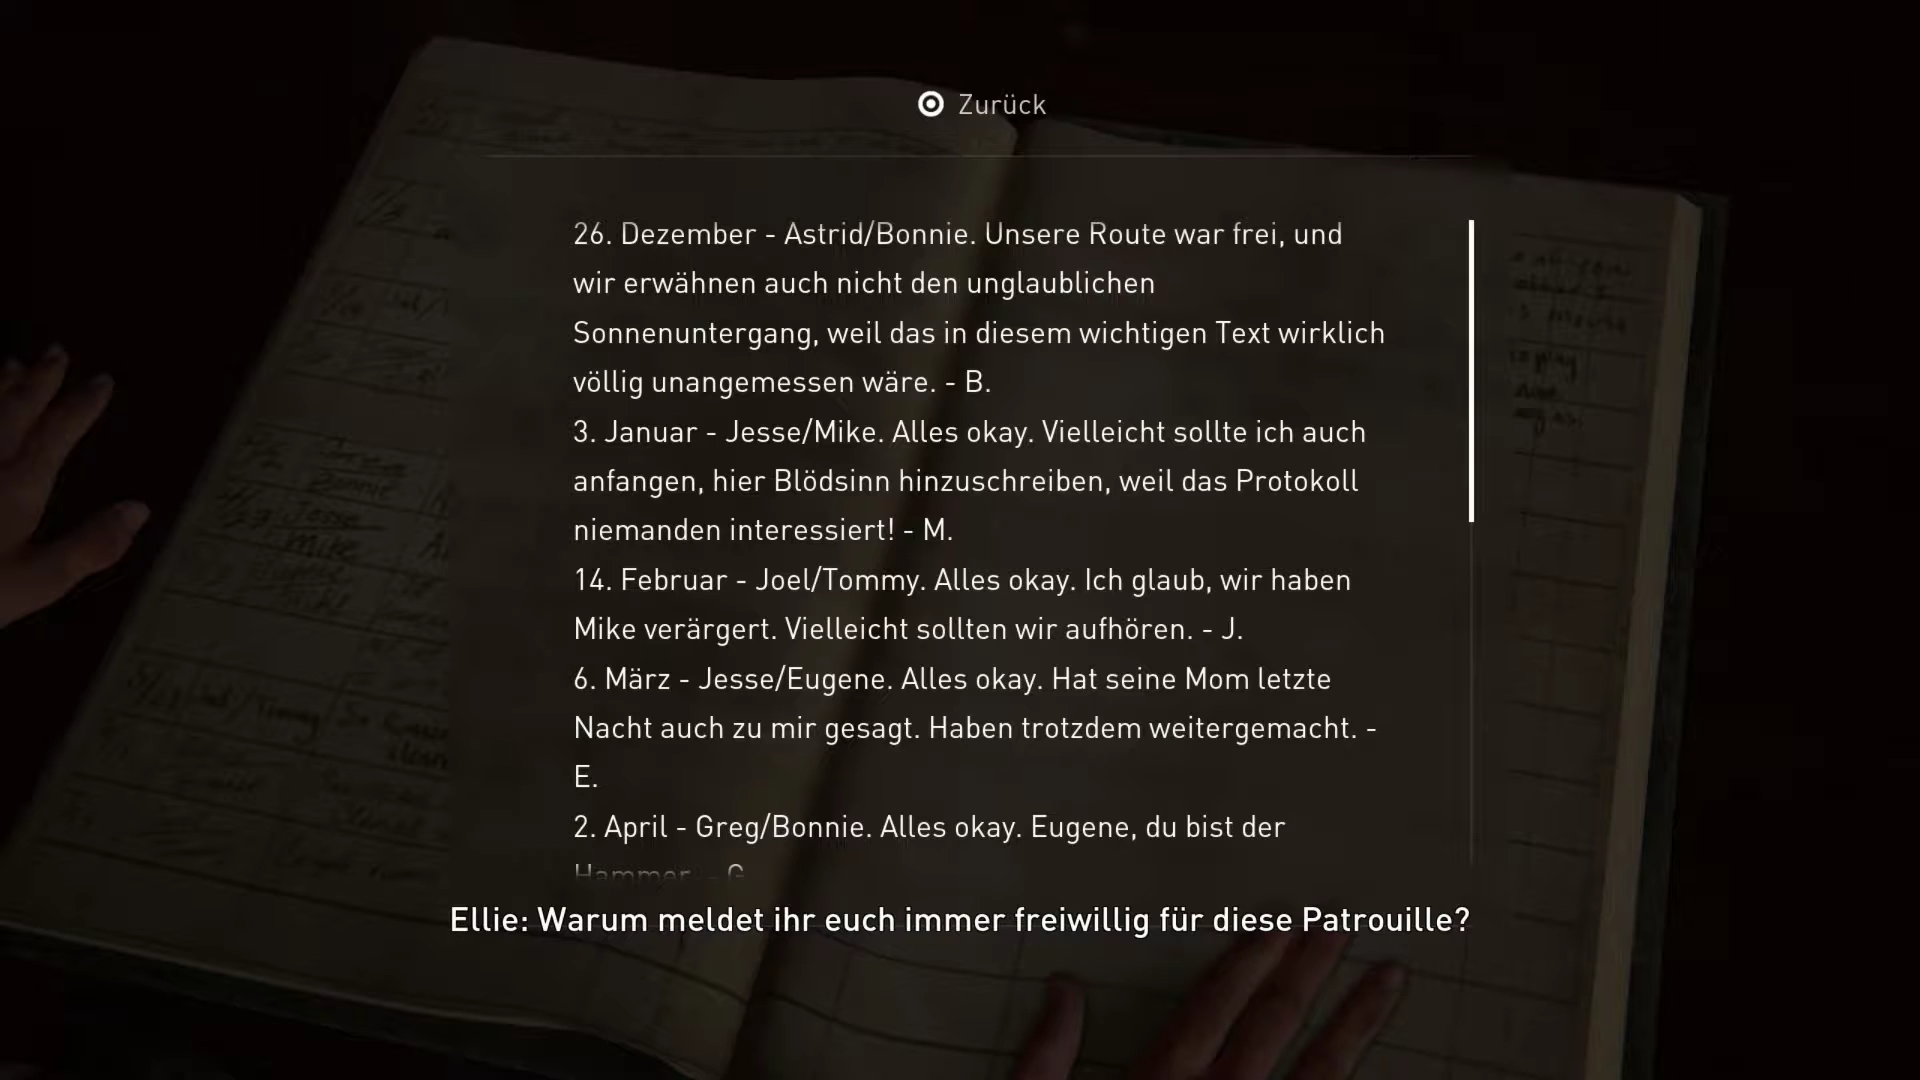 Zurück
26. Dezember - Astrid/Bonnie. Unsere Route war frei, und
wir erwähnen auch nicht den unglaublichen
Sonnenuntergang, weil das in diesem wichtigen Text wirklich
völlig unangemessen wäre. - B.
3. Januar - Jesse/Mike. Alles okay. Vielleicht sollte ich auch
anfangen, hier Blödsinn hinzuschreiben, weil das Protokoll
niemanden interessiert! - M.
14. Februar - Joel/Tommy. Alles okay. Ich glaub, wir haben
Mike verärgert. Vielleicht sollten wir aufhören. - J.
6. März - Jesse/Eugene. Alles okay. Hat seine Mom letzte
Nacht auch zu mir gesagt. Haben trotzdem weitergemacht. -
E.
2. April - Greg/Bonnie. Alles okay. Eugene, du bist der
Hammer. - G.
Ellie: Warum meldet ihr euch immer freiwillig für diese Patrouille?
Jesse
Bonnie
Jesse
Mike